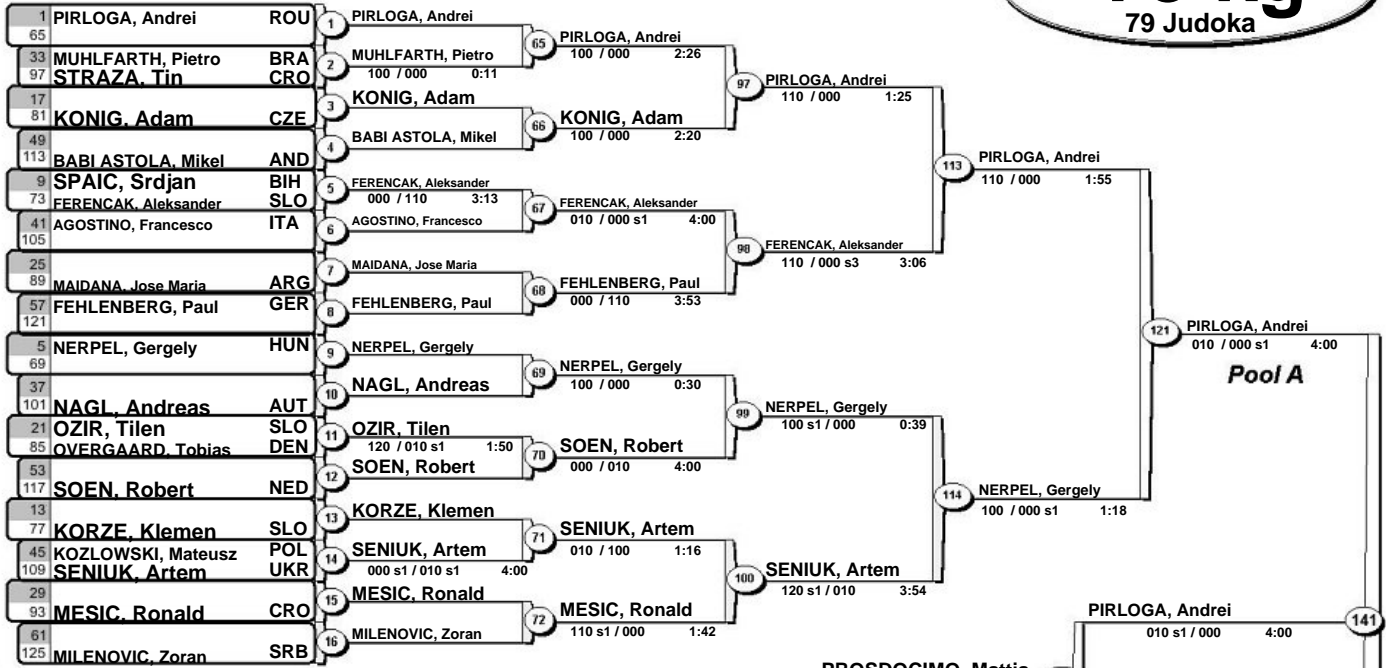 79 Judoka
1 PIRLOGA, Andrei ROU
65
33 MUHLFARTH, Pietro BRA
97 STRAZA, Tin CRO
17
81 KONIG, Adam CZE
49
113 BABI ASTOLA, Mikel AND
9 SPAIC, Srdjan BIH
73 FERENCAK, Aleksander SLO
41 AGOSTINO, Francesco ITA
105
25
89 MAIDANA, Jose Maria ARG
57 FEHLENBERG, Paul GER
121
5 NERPEL, Gergely HUN
69
37
101 NAGL, Andreas AUT
21 OZIR, Tilen SLO
85 OVERGAARD, Tobias DEN
53
117 SOEN, Robert NED
13
77 KORZE, Klemen SLO
45 KOZLOWSKI, Mateusz POL
109 SENIUK, Artem UKR
29
93 MESIC, Ronald CRO
61
125 MILENOVIC, Zoran SRB
1 PIRLOGA, Andrei
2 MUHLFARTH, Pietro
100 / 000 0:11
3 KONIG, Adam
4 BABI ASTOLA, Mikel
5 FERENCAK, Aleksander
000 / 110 3:13
6 AGOSTINO, Francesco
7 MAIDANA, Jose Maria
8 FEHLENBERG, Paul
9 NERPEL, Gergely
10 NAGL, Andreas
11 OZIR, Tilen
120 / 010 s1 1:50
12 SOEN, Robert
13 KORZE, Klemen
14 SENIUK, Artem
000 s1 / 010 s1 4:00
15 MESIC, Ronald
16 MILENOVIC, Zoran
65 PIRLOGA, Andrei
100 / 000 2:26
66 KONIG, Adam
100 / 000 2:20
67 FERENCAK, Aleksander
010 / 000 s1 4:00
68 FEHLENBERG, Paul
000 / 110 3:53
69 NERPEL, Gergely
100 / 000 0:30
70 SOEN, Robert
000 / 010 4:00
71 SENIUK, Artem
010 / 100 1:16
72 MESIC, Ronald
110 s1 / 000 1:42
97 PIRLOGA, Andrei
110 / 000 1:25
98 FERENCAK, Aleksander
110 / 000 s3 3:06
99 NERPEL, Gergely
100 s1 / 000 0:39
100 SENIUK, Artem
120 s1 / 010 3:54
113 PIRLOGA, Andrei
110 / 000 1:55
114 NERPEL, Gergely
100 / 000 s1 1:18
121 PIRLOGA, Andrei
010 / 000 s1 4:00
Pool A
PIRLOGA, Andrei
010 s1 / 000 4:00
141